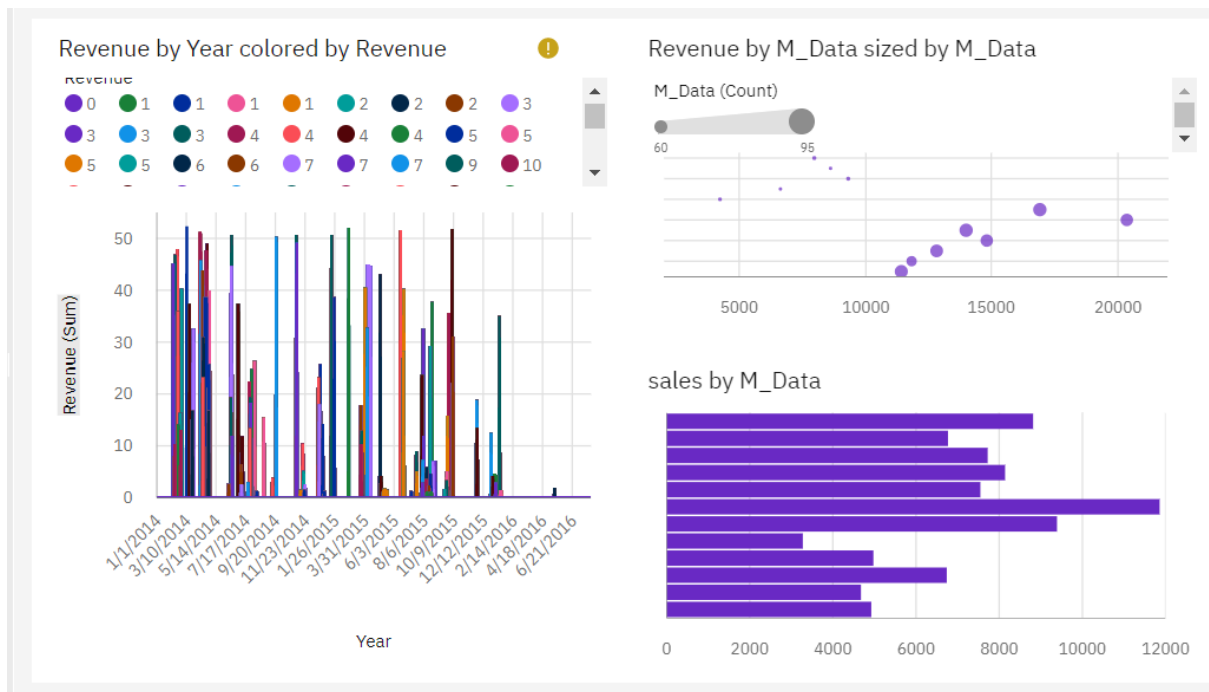 Revenue by Year colored by Revenue
Revenue
0 1 1 1 1 2 2 2 3
3 3 3 4 4 4 4 5 5
5 5 6 6 7 7 7 9 10
50
40
30
20
10
0
Revenue (Sum)
1/1/2014
3/10/2014
5/14/2014
7/17/2014
9/20/2014
11/23/2014
1/26/2015
3/31/2015
6/3/2015
8/6/2015
10/9/2015
12/12/2015
2/14/2016
4/18/2016
6/21/2016
Year
Revenue by M_Data sized by M_Data
M_Data (Count)
60 95
5000 10000 15000 20000
sales by M_Data
0 2000 4000 6000 8000 10000 12000